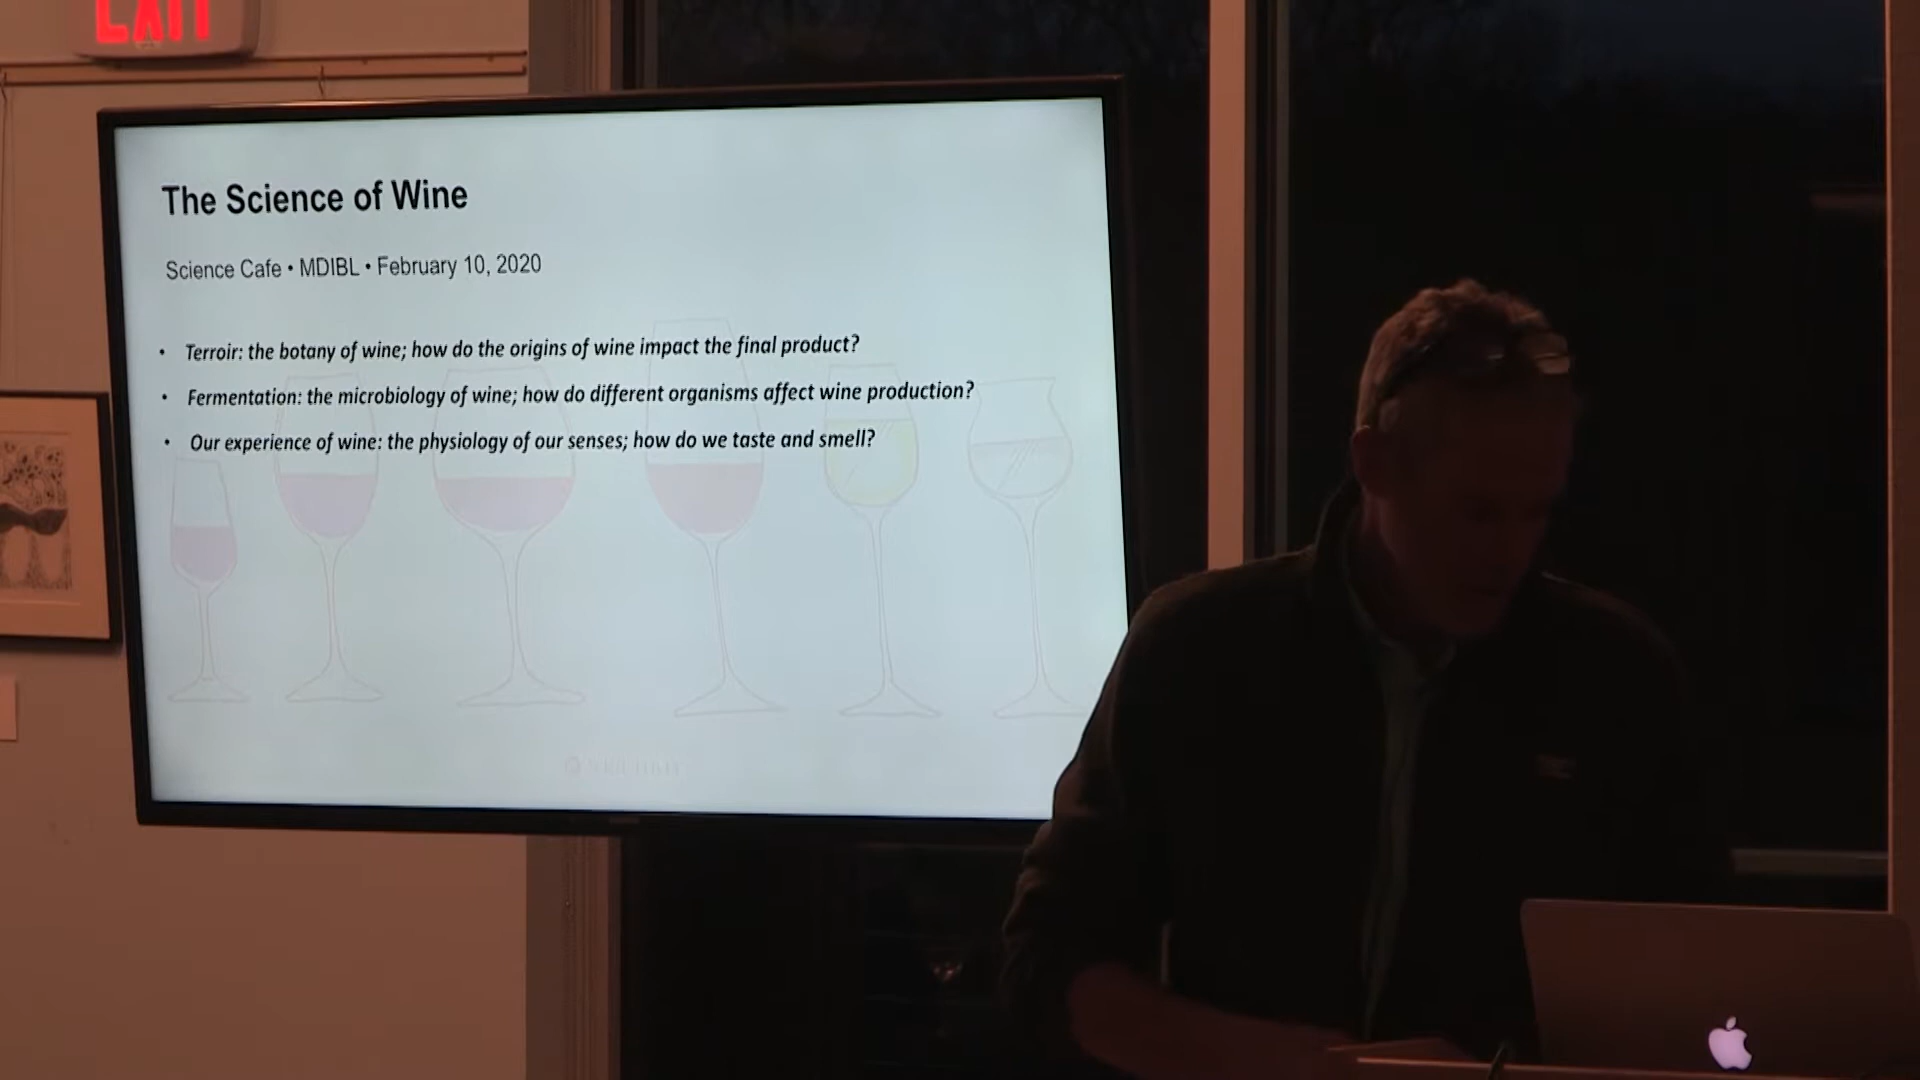 EXIT
The Science of Wine
Science Cafe • MDIBL • February 10, 2020
• Terroir: the botany of wine; how do the origins of wine impact the final product?
• Fermentation: the microbiology of wine; how do different organisms affect wine production?
• Our experience of wine: the physiology of our senses; how do we taste and smell?